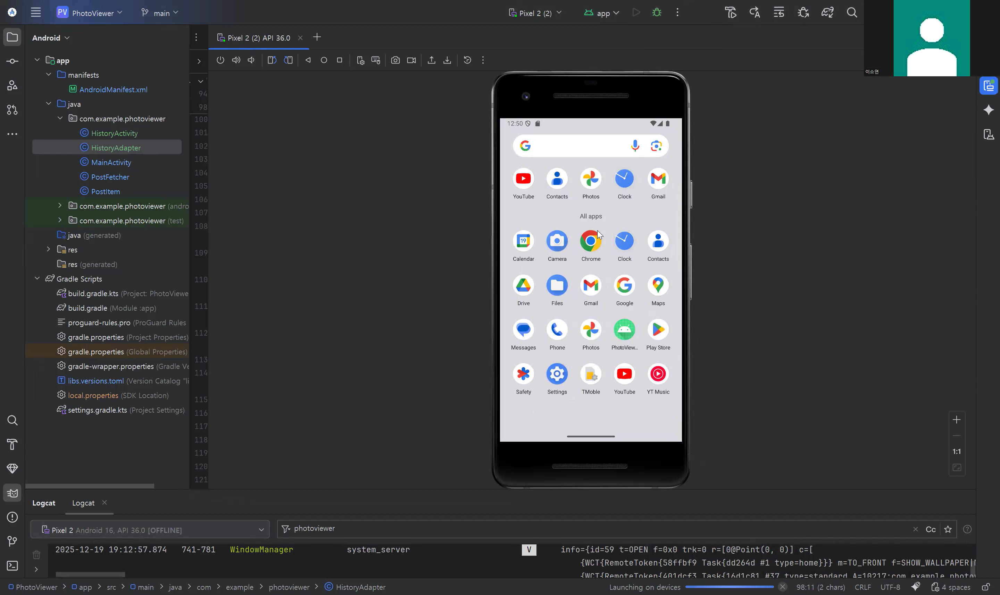 PV PhotoViewer
main
Pixel 2 (2)
app
Android
Pixel 2 (2) API 36.0
이소연
app
manifests
AndroidManifest.xml
java
com.example.photoviewer
HistoryActivity
HistoryAdapter
MainActivity
PostFetcher
PostItem
com.example.photoviewer (andro
com.example.photoviewer (test)
java (generated)
res
res (generated)
Gradle Scripts
build.gradle.kts (Project: PhotoViewe
build.gradle (Module :app)
proguard-rules.pro (ProGuard Rules
gradle.properties (Project Properties)
gradle.properties (Global Properties)
gradle-wrapper.properties (Gradle Ve
libs.versions.toml (Version Catalog "li
local.properties (SDK Location)
settings.gradle.kts (Project Settings)
94
98
100
101
102
103
104
105
106
107
108
109
110
111
112
113
114
115
116
117
118
119
120
121
12:50
YouTube Contacts Photos Clock Gmail
All apps
19
Calendar Camera Chrome Clock Contacts
Drive Files Gmail Google Maps
Messages Phone Photos PhotoView... Play Store
Safety Settings TMoble YouTube YT Music
1:1
Logcat Logcat
Pixel 2 Android 16, API 36.0 [OFFLINE]
photoviewer
Cc
2025-12-19 19:12:57.874 741-781 WindowManager system_server V info={id=59 t=OPEN f=0x0 trk=0 r=[0@Point(0, 0)] c=[
{WCT{RemoteToken{58ffbf9 Task{dd264d #1 type=home}}} m=TO_FRONT f=SHOW_WALLPAPER|
{WCT{RemoteToken{401dcf3 Task{16d1c81 #37 type=standard A=10217:com.example.photo
PhotoViewer > app > src > main > java > com > example > photoviewer > HistoryAdapter
Launching on devices
98:11 (2 chars) CRLF UTF-8 4 spaces